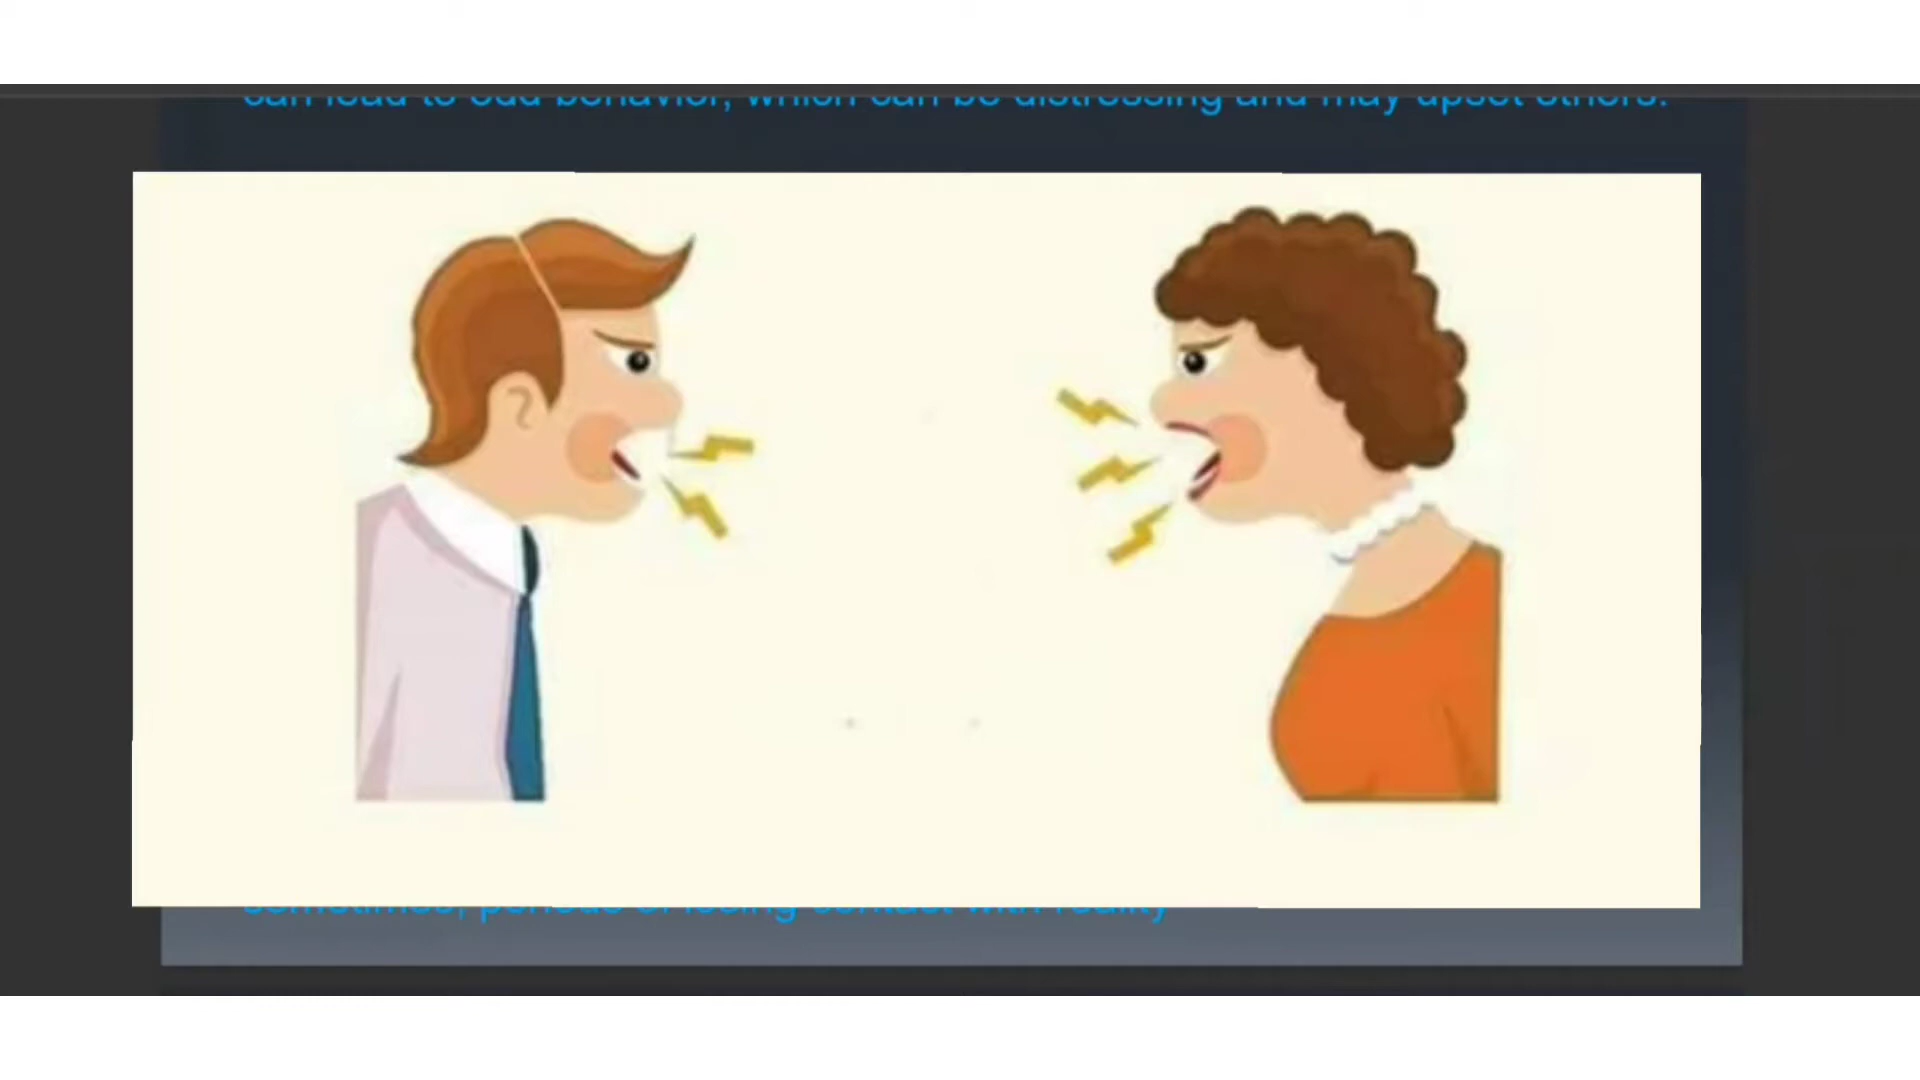 can lead to odd behavior, which can be distressing and may upset others.
sometimes, periods of losing contact with reality